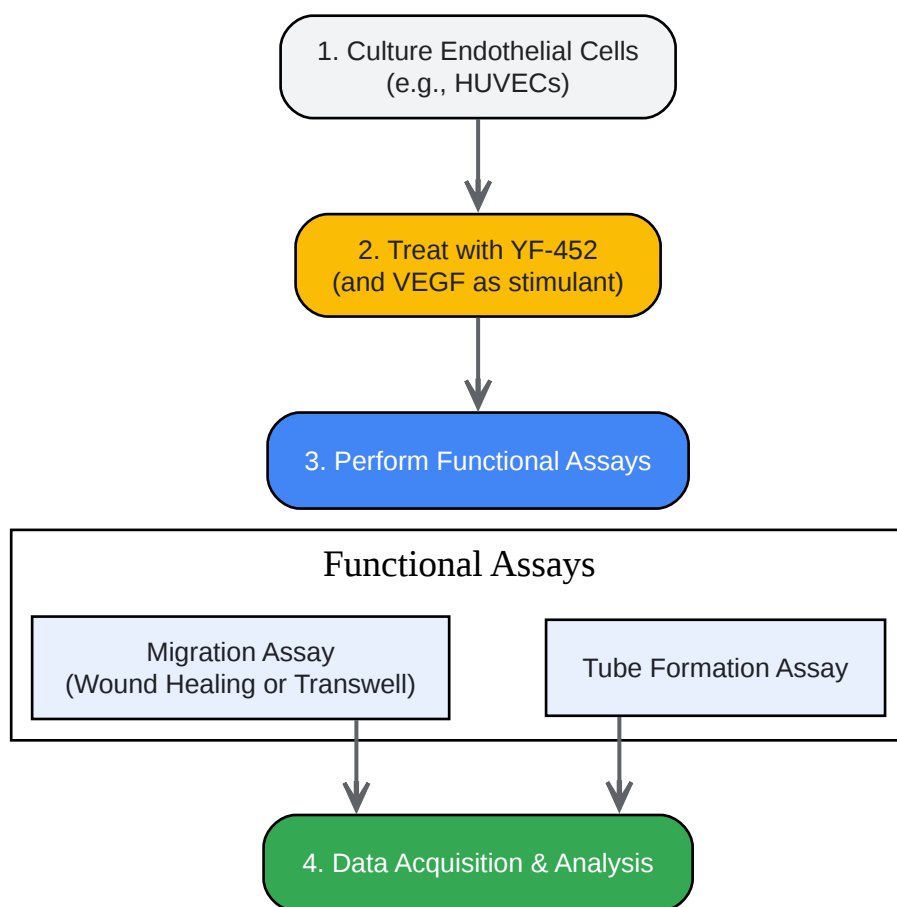 1. Culture Endothelial Cells
(e.g., HUVECs)
2. Treat with YF-452
(and VEGF as stimulant)
3. Perform Functional Assays
Functional Assays
Migration Assay
(Wound Healing or Transwell)
Tube Formation Assay
4. Data Acquisition & Analysis